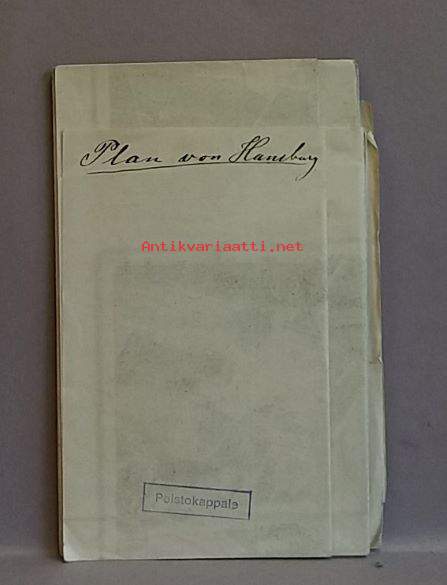 Plan von Hamburg
Antikvariaatti.net
Poistokappale